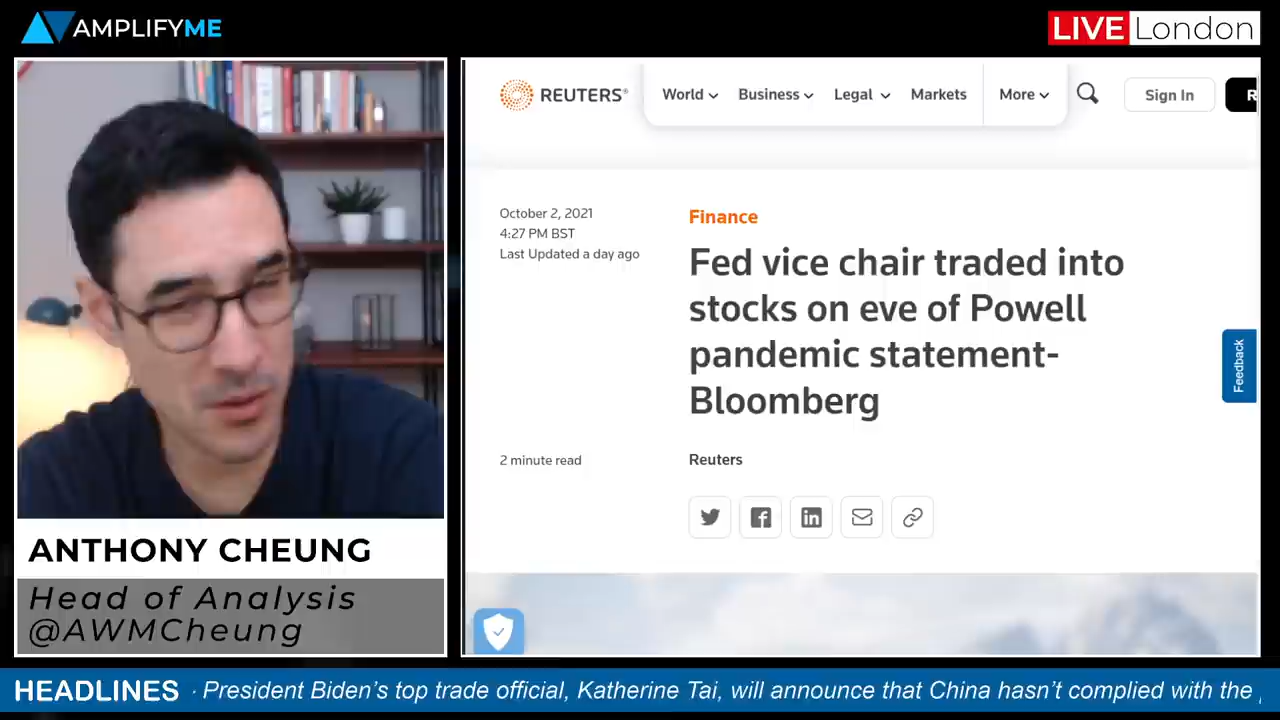 AMPLIFYME
LIVE London
REUTERS
World
Business
Legal
Markets
More
Sign In
R
October 2, 2021
4:27 PM BST
Last Updated a day ago
Finance
Fed vice chair traded into
stocks on eve of Powell
pandemic statement-
Bloomberg
Feedback
2 minute read
Reuters
ANTHONY CHEUNG
Head of Analysis
@AWMCheung
HEADLINES · President Biden's top trade official, Katherine Tai, will announce that China hasn't complied with the